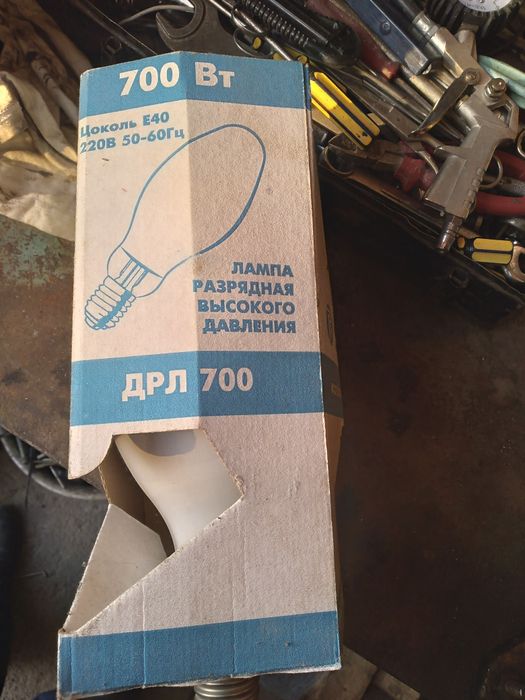 700 Вт
Цоколь Е40
220В 50-60Гц
ЛАМПА
РАЗРЯДНАЯ
ВЫСОКОГО
ДАВЛЕНИЯ
ДРЛ 700